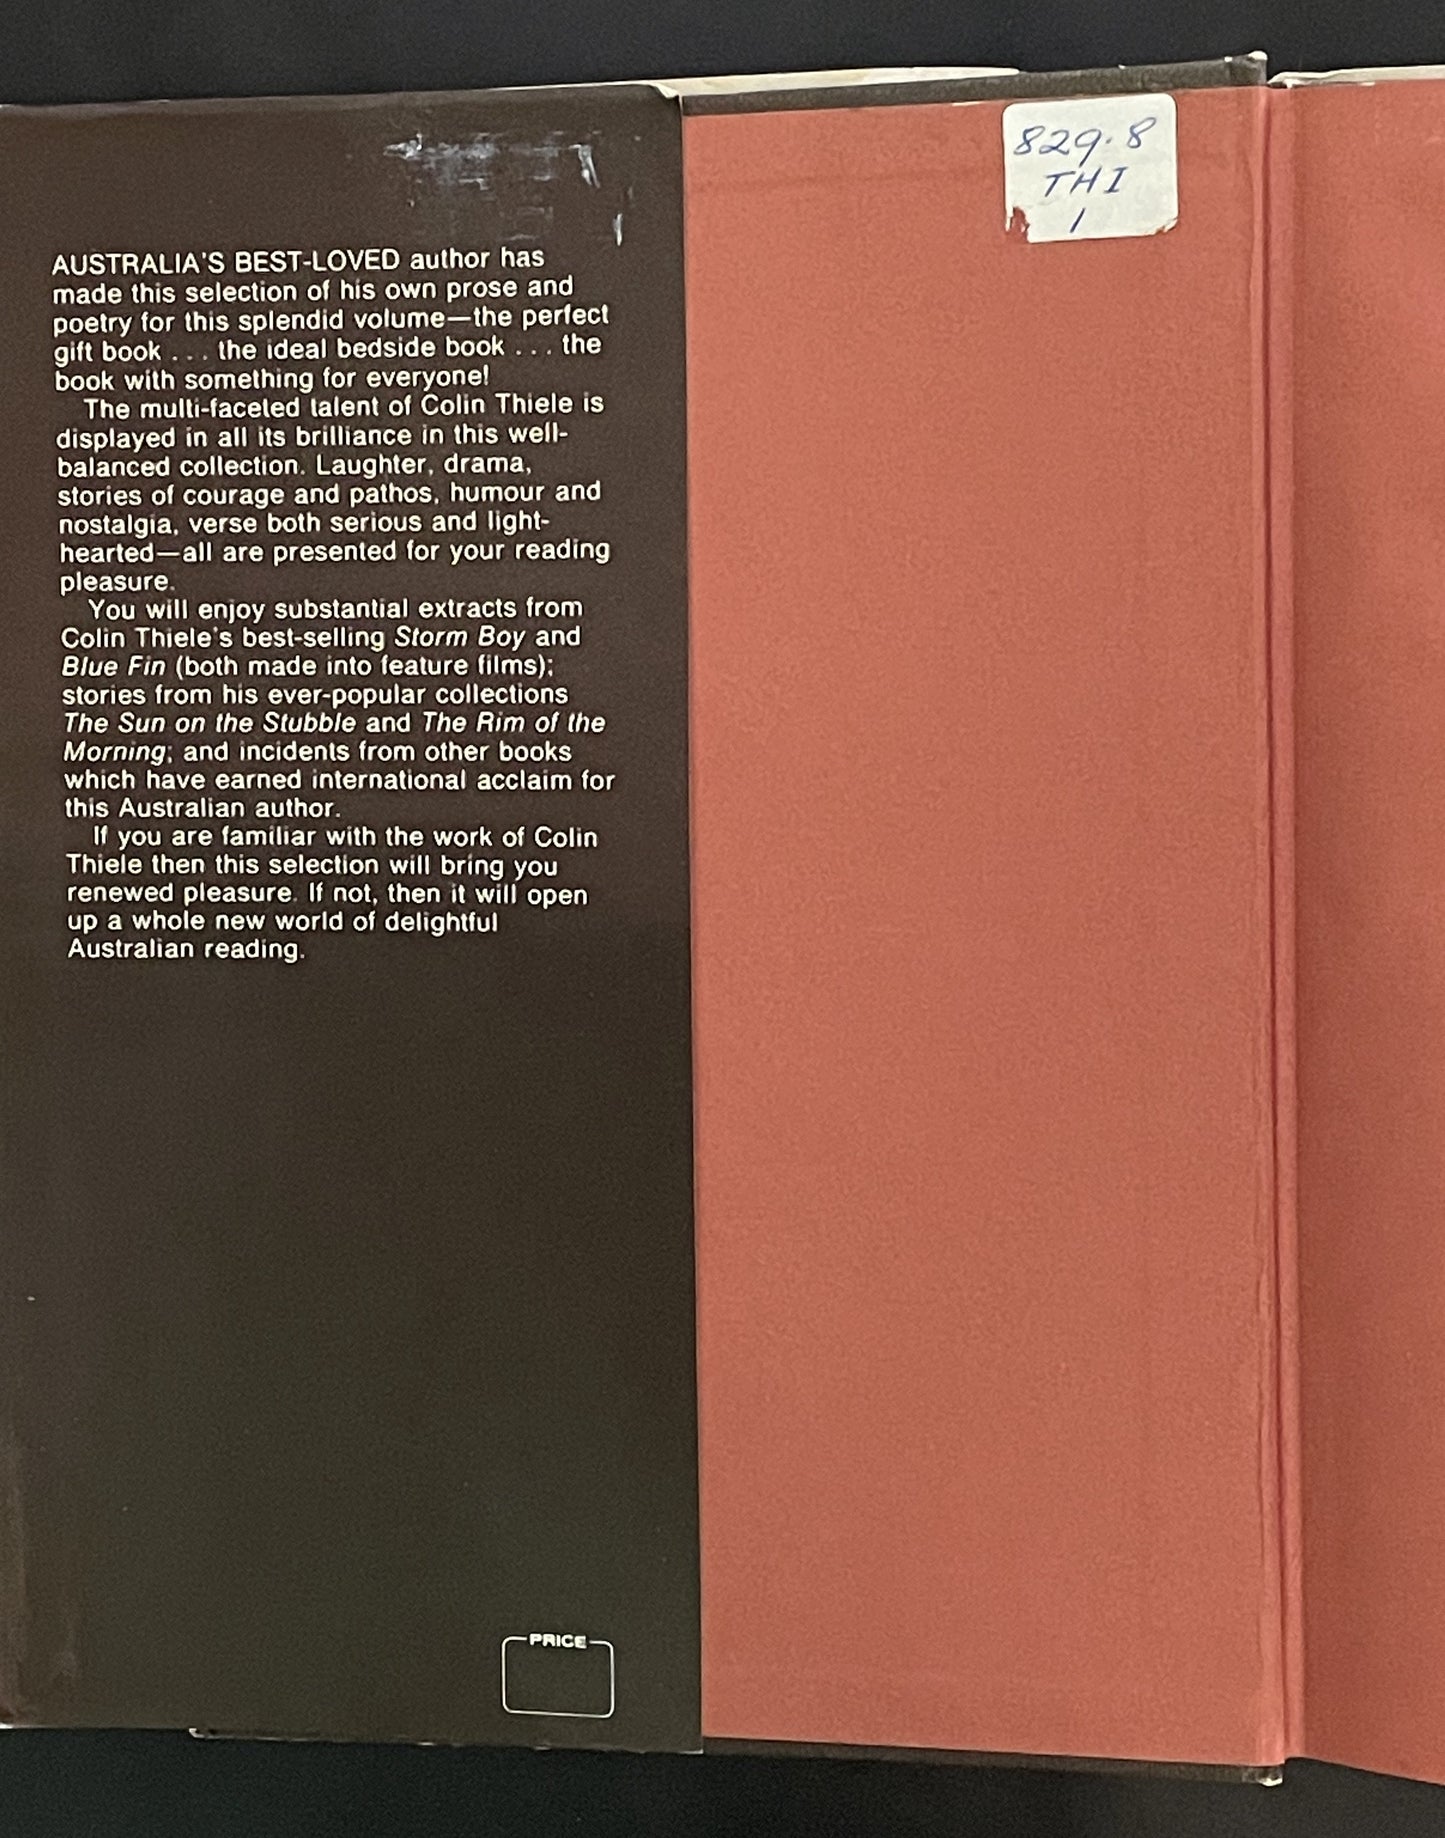 AUSTRALIA'S BEST-LOVED author has
made this selection of his own prose and
poetry for this splendid volume—the perfect
gift book . . . the ideal bedside book . . . the
book with something for everyone!
The multi-faceted talent of Colin Thiele is
displayed in all its brilliance in this well-
balanced collection. Laughter, drama,
stories of courage and pathos, humour and
nostalgia, verse both serious and light-
hearted—all are presented for your reading
pleasure.
You will enjoy substantial extracts from
Colin Thiele's best-selling Storm Boy and
Blue Fin (both made into feature films);
stories from his ever-popular collections
The Sun on the Stubble and The Rim of the
Morning; and incidents from other books
which have earned international acclaim for
this Australian author.
If you are familiar with the work of Colin
Thiele then this selection will bring you
renewed pleasure. If not, then it will open
up a whole new world of delightful
Australian reading.
PRICE
829.8
THI
1